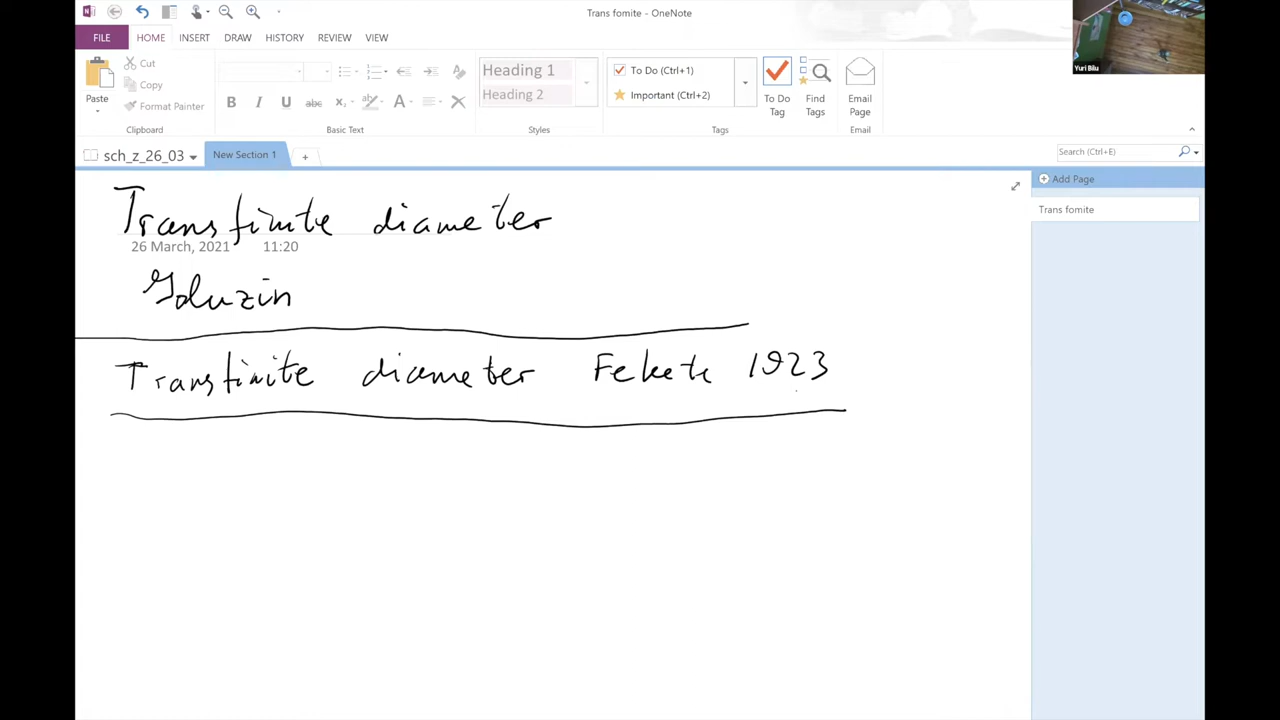 Trans fomite - OneNote
FILE
HOME
INSERT
DRAW
HISTORY
REVIEW
VIEW
Paste
Cut
Copy
Format Painter
Clipboard
B I U abc x₂ A
Basic Text
Heading 1
Heading 2
Styles
To Do (Ctrl+1)
Important (Ctrl+2)
Tags
To Do
Tag
Find
Tags
Email
Page
Email
Yuri Bilu
sch_z_26_03
New Section 1
+
Search (Ctrl+E)
Add Page
Trans fomite
Transfinite diameter
26 March, 2021 11:20
Goluzin
Transfinite diameter Fekete 1923